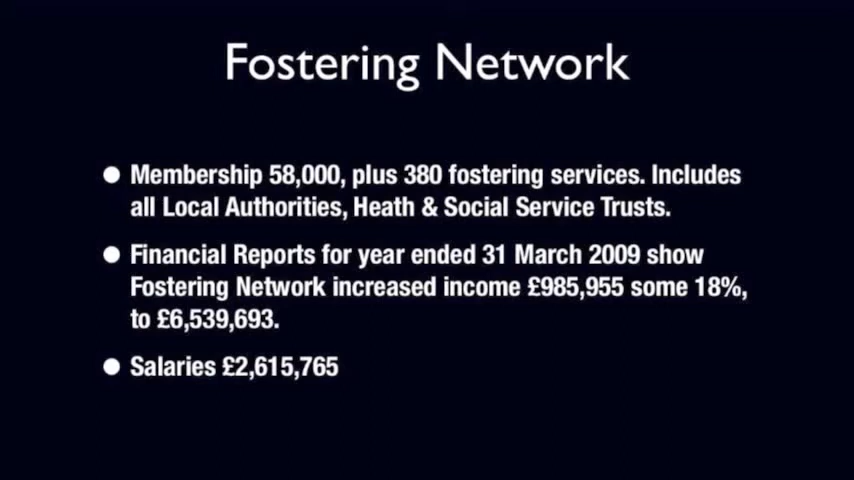 Fostering Network
● Membership 58,000, plus 380 fostering services. Includes
all Local Authorities, Heath & Social Service Trusts.
● Financial Reports for year ended 31 March 2009 show
Fostering Network increased income £985,955 some 18%,
to £6,539,693.
● Salaries £2,615,765